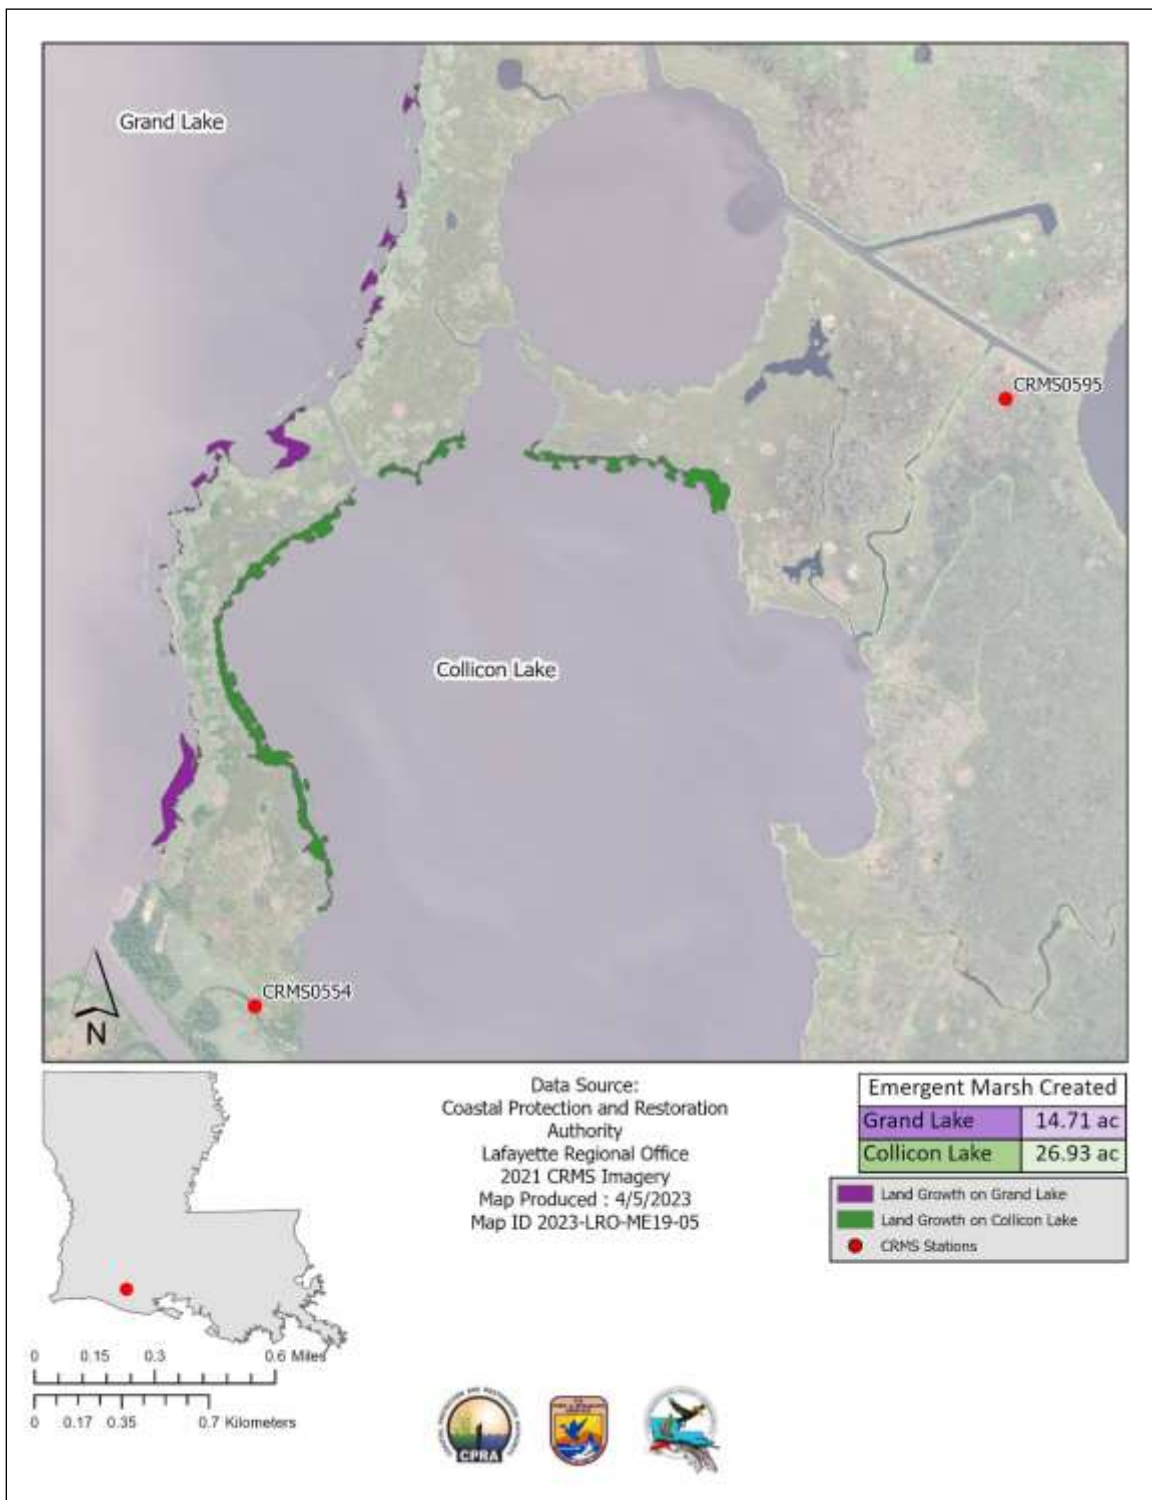 Grand Lake
CRMS0595
Collicon Lake
CRMS0554
N
Data Source:
Coastal Protection and Restoration
Authority
Lafayette Regional Office
2021 CRMS Imagery
Map Produced : 4/5/2023
Map ID 2023-LRO-ME19-05
Emergent Marsh Created
Grand Lake 14.71 ac
Collicon Lake 26.93 ac
Land Growth on Grand Lake
Land Growth on Collicon Lake
CRMS Stations
0 0.15 0.3 0.6 Miles
0 0.17 0.35 0.7 Kilometers
CPRA